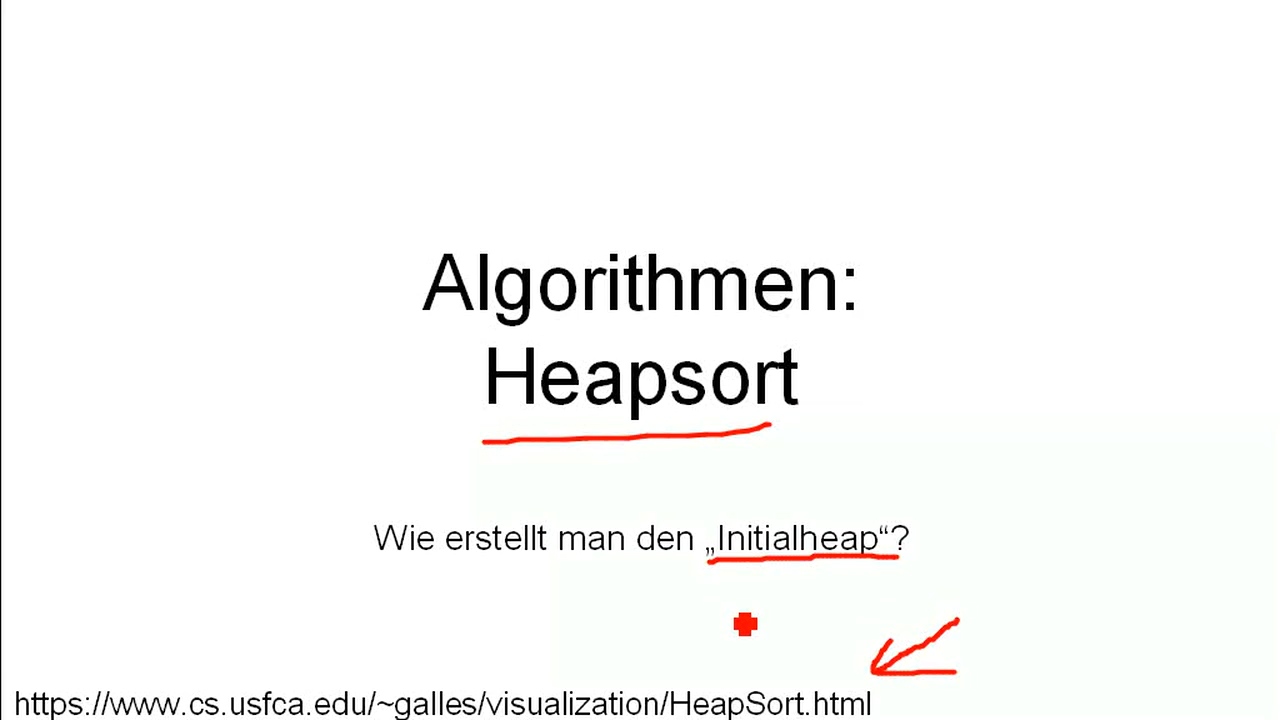 Algorithmen:
Heapsort
Wie erstellt man den „Initialheap“?
https://www.cs.usfca.edu/~galles/visualization/HeapSort.html